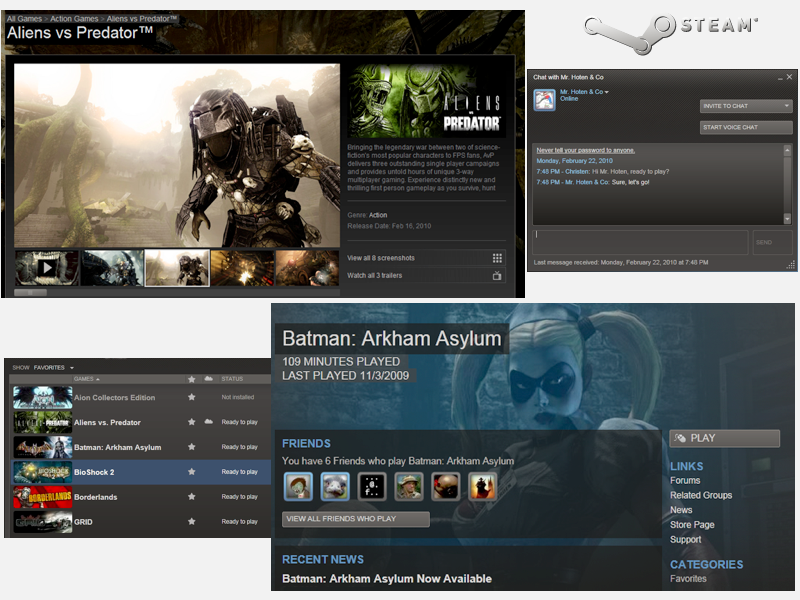 All Games > Action Games > Aliens vs Predator™
Aliens vs Predator™
ALIENS
vs
PREDATOR
Bringing the legendary war between two of science-
fiction's most popular characters to FPS fans, AvP
delivers three outstanding single player campaigns
and provides untold hours of unique 3-way
multiplayer gaming. Experience distinctly new and
thrilling first person gameplay as you survive, hunt
Genre: Action
Release Date: Feb 16, 2010
View all 8 screenshots
Watch all 3 trailers
STEAM
Chat with Mr. Hoten & Co
Mr. Hoten & Co
Online
INVITE TO CHAT
START VOICE CHAT
Never tell your password to anyone.
Monday, February 22, 2010
7:48 PM - Christen: Hi Mr. Hoten, ready to play?
7:48 PM - Mr. Hoten & Co: Sure, let's go!
SEND
Last message received: Monday, February 22, 2010 at 7:48 PM
SHOW FAVORITES
GAMES STATUS
Aion Collectors Edition Not installed
ALIENS PREDATOR Aliens vs. Predator Ready to play
Batman: Arkham Asylum Ready to play
BIOSHOCK 2 BioShock 2 Ready to play
BORDERLANDS Borderlands Ready to play
GRID GRID Ready to play
Batman: Arkham Asylum
109 MINUTES PLAYED
LAST PLAYED 11/3/2009
FRIENDS
You have 6 Friends who play Batman: Arkham Asylum
VIEW ALL FRIENDS WHO PLAY
RECENT NEWS
Batman: Arkham Asylum Now Available
PLAY
LINKS
Forums
Related Groups
News
Store Page
Support
CATEGORIES
Favorites